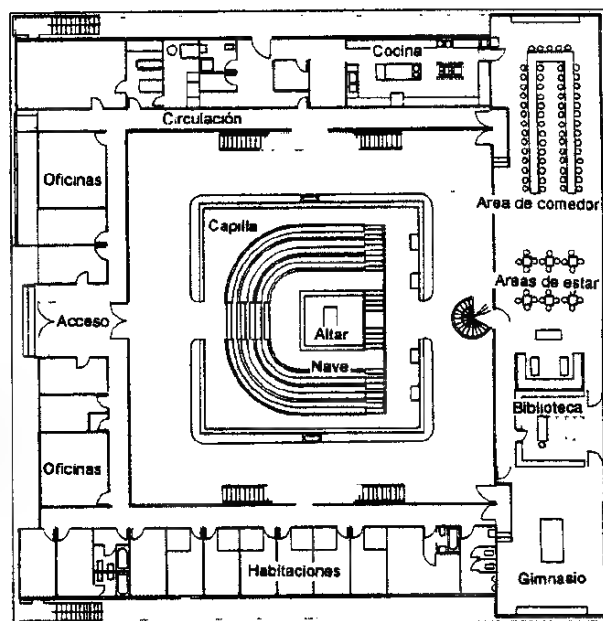 Cocina
Circulación
Oficinas
Area de comedor
Capilla
Areas de estar
Acceso
Altar
Nave
Biblioteca
Oficinas
Habitaciones
Gimnasio